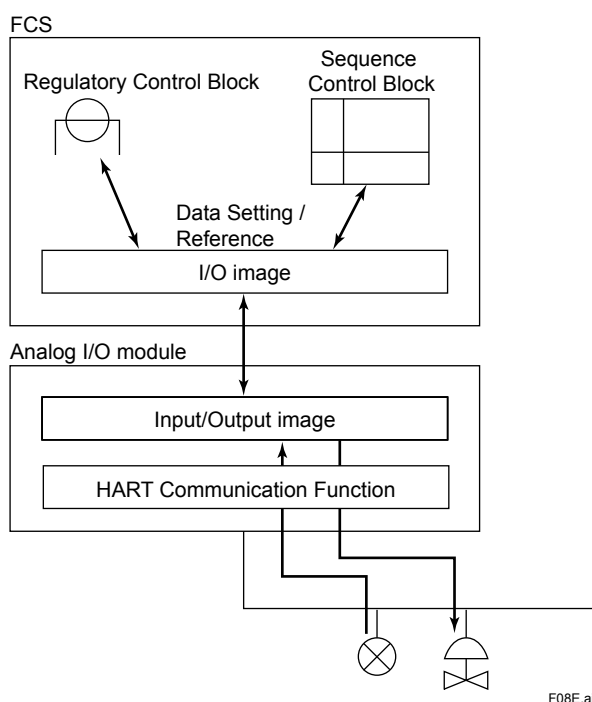 FCS
Regulatory Control Block
Sequence
Control Block
Data Setting /
Reference
I/O image
Analog I/O module
Input/Output image
HART Communication Function
F08E.a